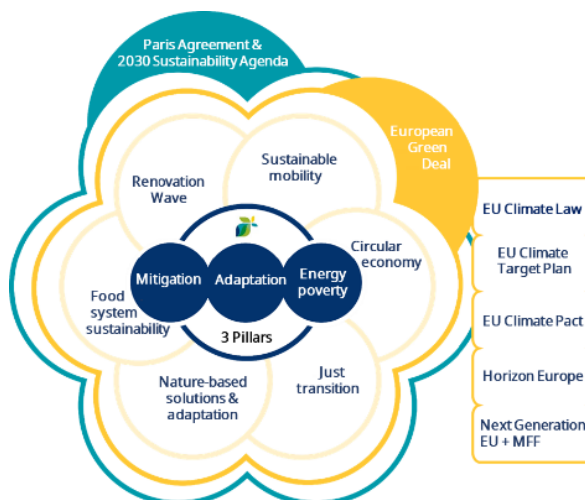 Paris Agreement &
2030 Sustainability Agenda
European
Green
Deal
Renovation
Wave
Sustainable
mobility
Circular
economy
Mitigation
Adaptation
Energy
poverty
Food
system
sustainability
3 Pillars
Nature-based
solutions &
adaptation
Just
transition
EU Climate Law
EU Climate
Target Plan
EU Climate Pact
Horizon Europe
Next Generation
EU + MFF